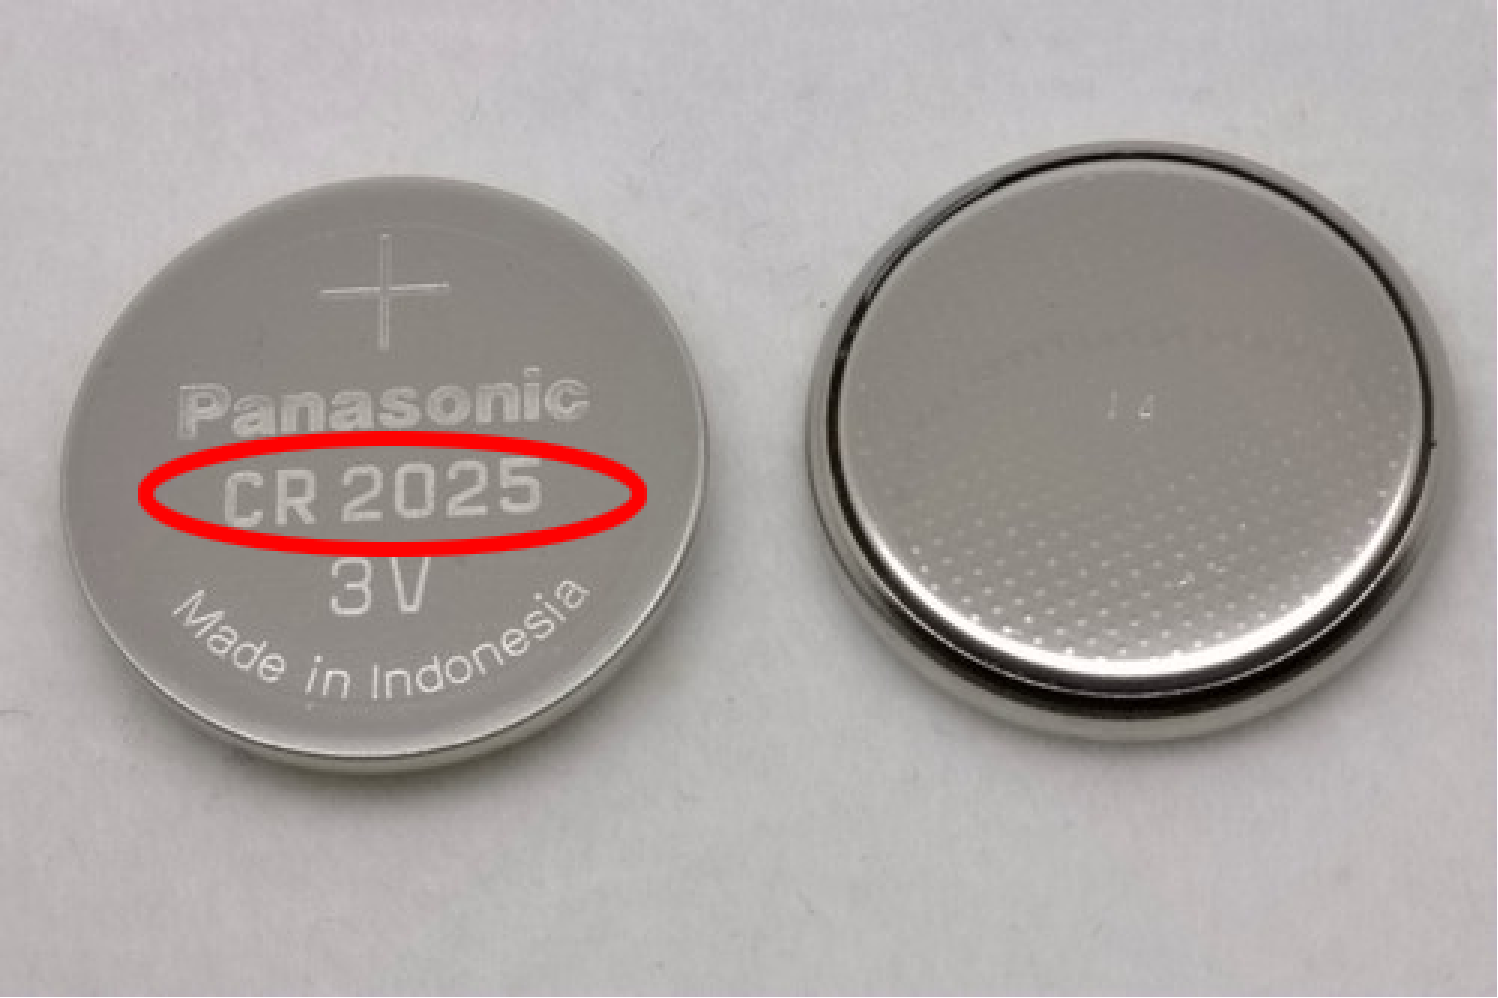 +
Panasonic
CR 2025
3V
Made in Indonesia
14